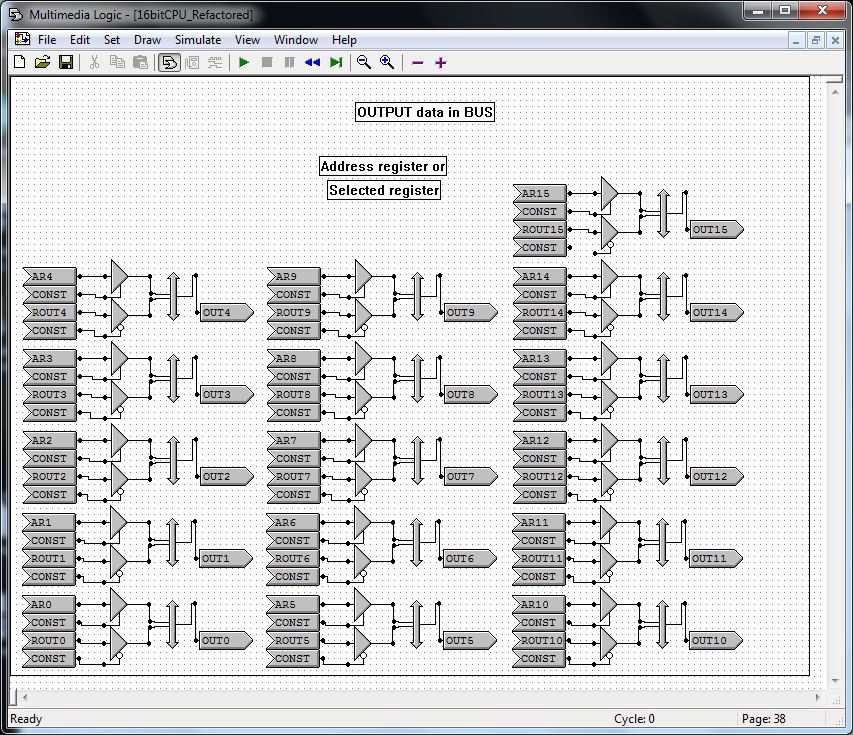 Multimedia Logic - [16bitCPU_Refactored]
File Edit Set Draw Simulate View Window Help
OUTPUT data in BUS
Address register or
Selected register
AR15
CONST
ROUT15
OUT15
CONST
AR4
CONST
ROUT4
OUT4
CONST
AR9
CONST
ROUT9
OUT9
CONST
AR14
CONST
ROUT14
OUT14
CONST
AR3
CONST
ROUT3
OUT3
CONST
AR8
CONST
ROUT8
OUT8
CONST
AR13
CONST
ROUT13
OUT13
CONST
AR2
CONST
ROUT2
OUT2
CONST
AR7
CONST
ROUT7
OUT7
CONST
AR12
CONST
ROUT12
OUT12
CONST
AR1
CONST
ROUT1
OUT1
CONST
AR6
CONST
ROUT6
OUT6
CONST
AR11
CONST
ROUT11
OUT11
CONST
AR0
CONST
ROUT0
OUT0
CONST
AR5
CONST
ROUT5
OUT5
CONST
AR10
CONST
ROUT10
OUT10
CONST
Ready
Cycle: 0
Page: 38